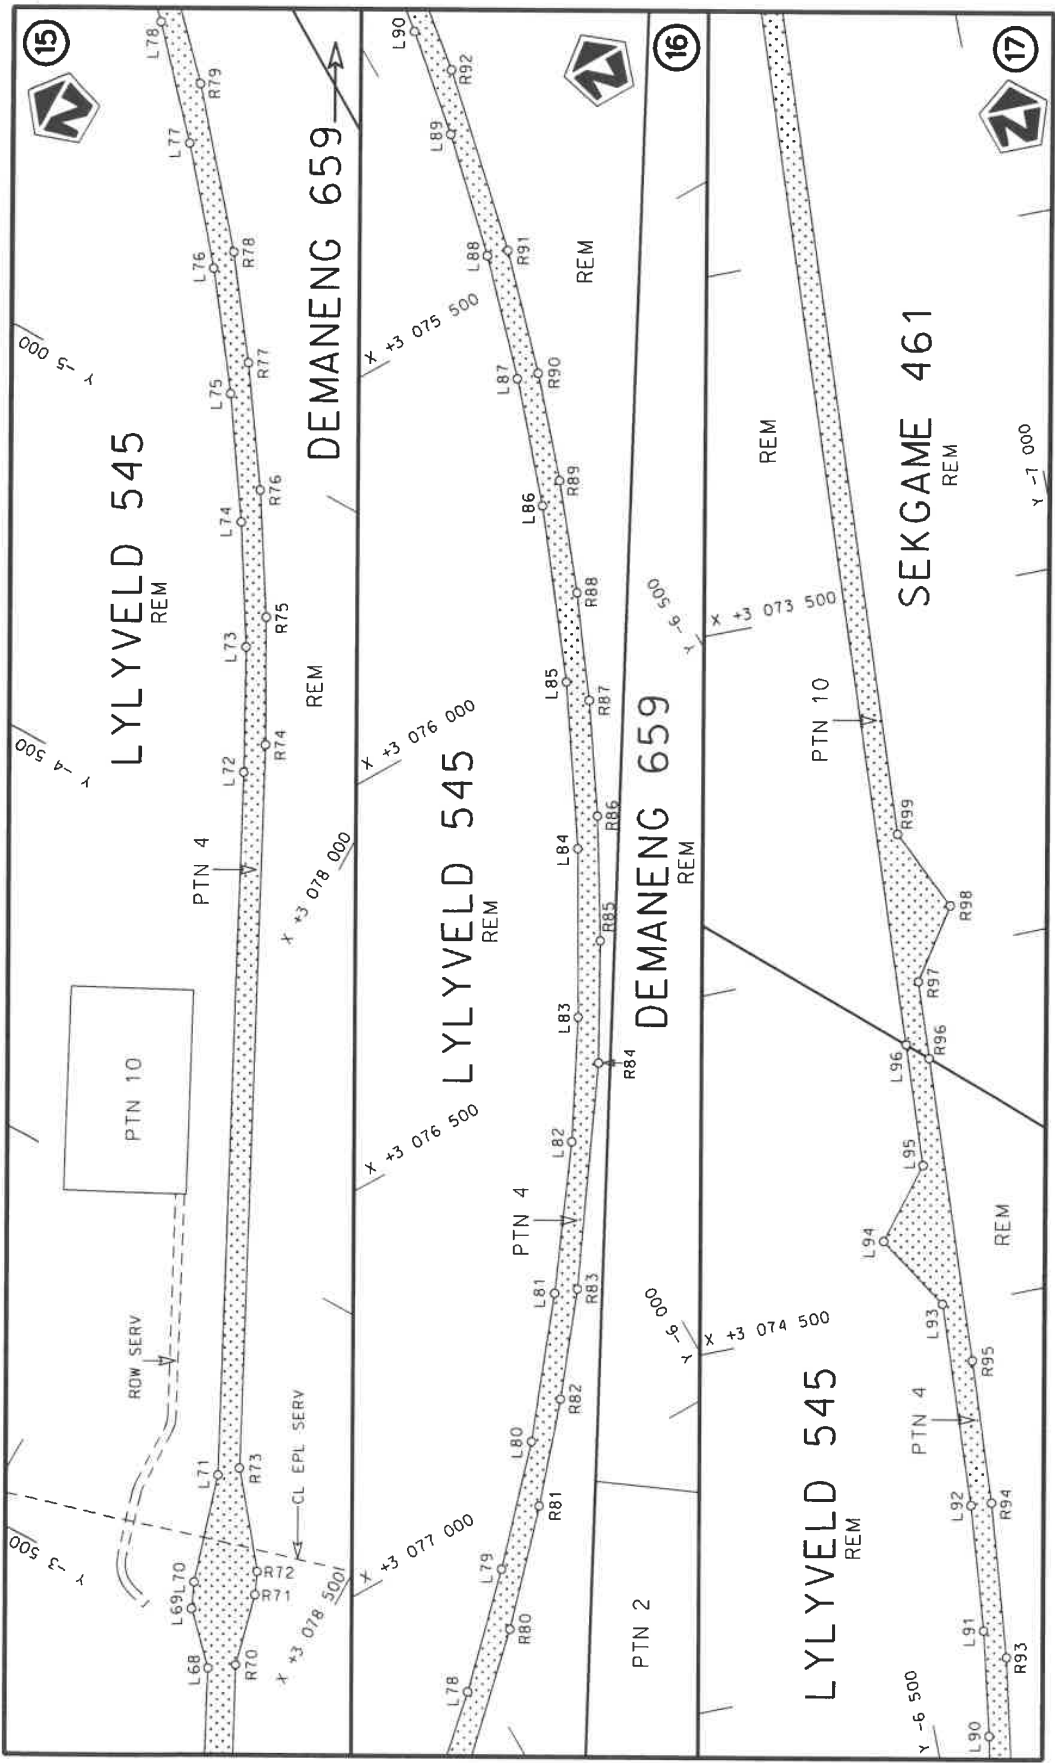 15
L78
R79
L77
L76
R78
R77
L75
Y -5 000
LYLYVELD 545
REM
DEMANENG 659
L74
R76
R75
L73
REM
L72
R74
Y -4 500
PTN 4
X +3 078 000
PTN 10
ROW SERV
CL EPL SERV
L71
R73
Y -3 500
L70
L69
R72
R71
L68
R70
X +3 078 500
16
L90
R92
L89
L88
R91
REM
X +3 075 500
L87
R90
R89
L86
R88
L85
R87
X +3 076 000
LYLYVELD 545
REM
L84
R86
R85
DEMANENG 659
REM
L83
R84
L82
X +3 076 500
PTN 4
L81
R83
R82
L80
R81
X +3 077 000
L79
R80
PTN 2
L78
17
REM
SEKGAME 461
REM
Y -7 000
Y -6 500
X +3 073 500
PTN 10
R99
R98
R97
L96
R96
L95
L94
REM
L93
R95
Y -6 000
X +3 074 500
PTN 4
LYLYVELD 545
REM
L92
R94
L91
R93
L90
Y -6 500